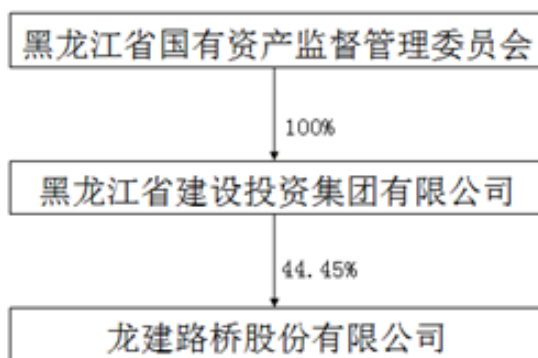 黑龙江省国有资产监督管理委员会
100%
黑龙江省建设投资集团有限公司
44.45%
龙建路桥股份有限公司